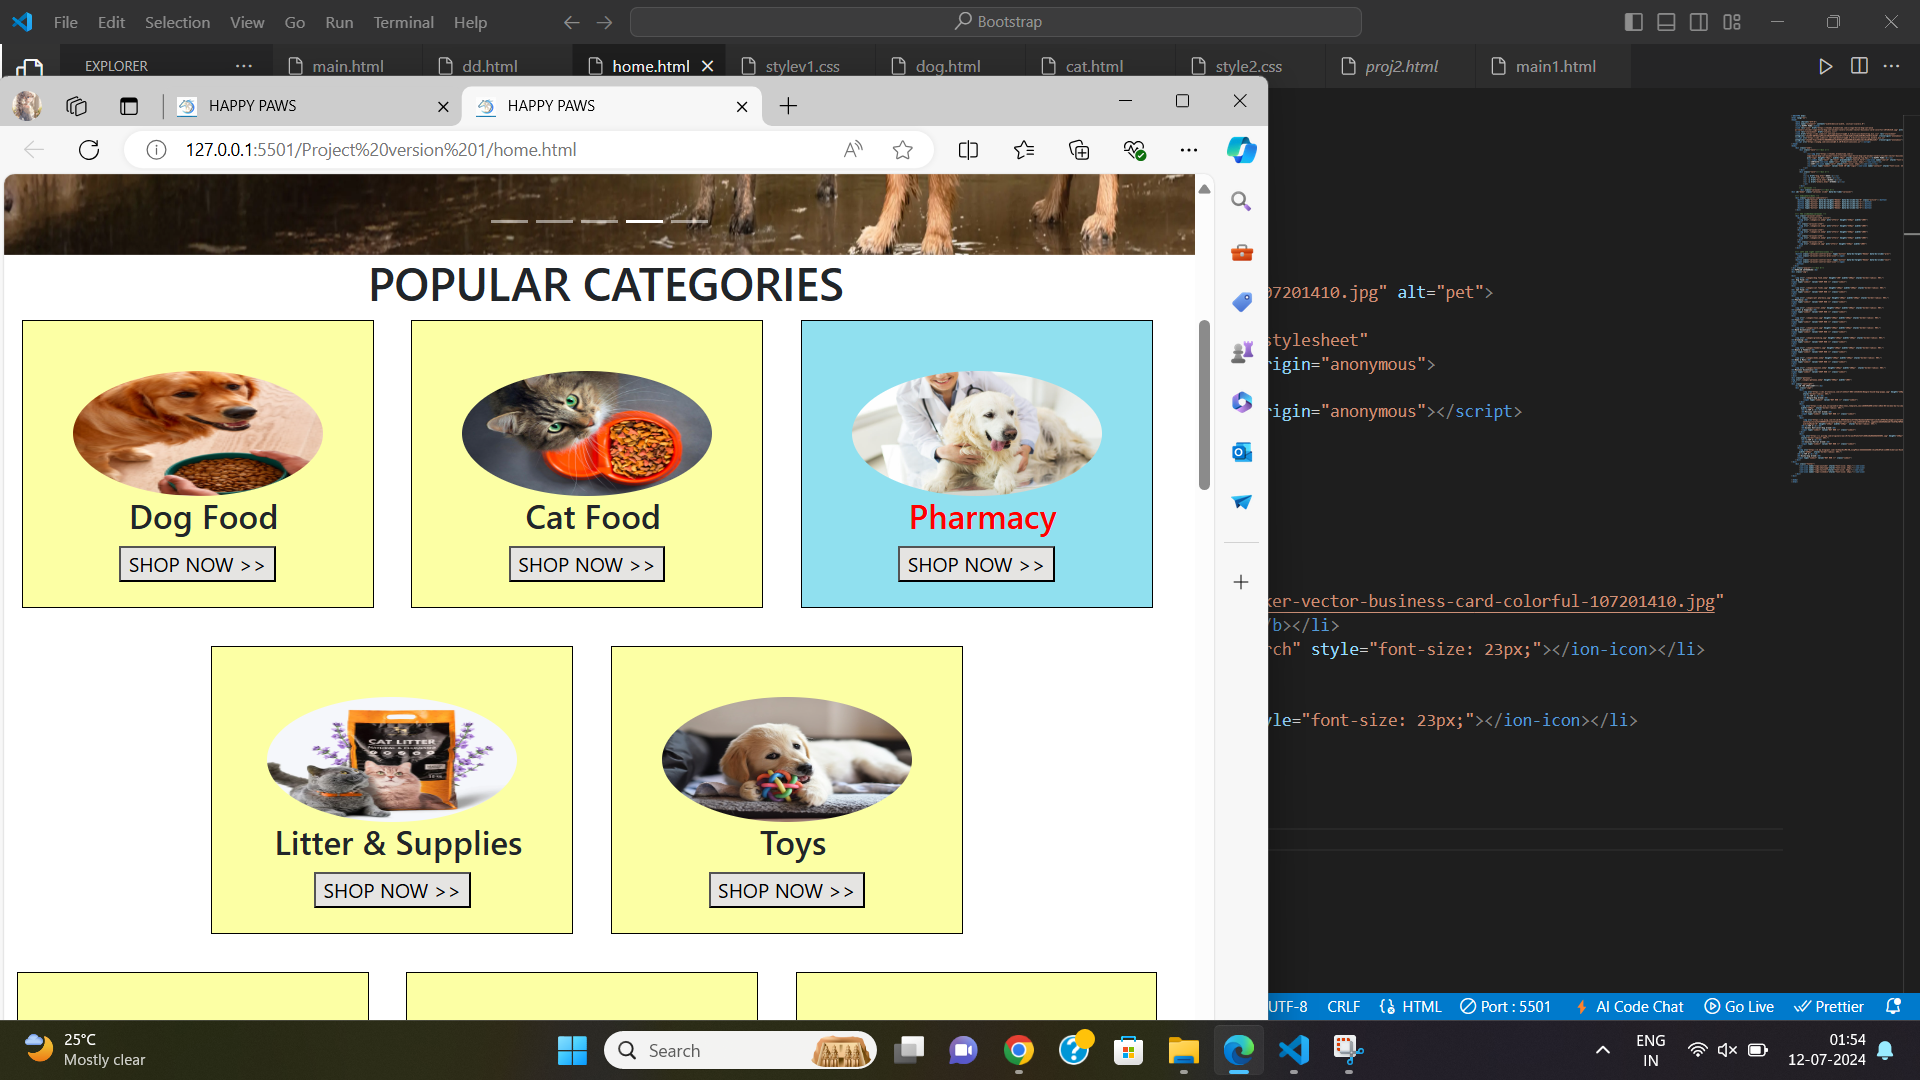 File Edit Selection View Go Run Terminal Help
Bootstrap
EXPLORER
main.html
dd.html
home.html
stylev1.css
dog.html
cat.html
style2.css
proj2.html
main1.html
HAPPY PAWS
HAPPY PAWS
127.0.0.1:5501/Project%20version%201/home.html
POPULAR CATEGORIES
Dog Food
Cat Food
Pharmacy
SHOP NOW >>
SHOP NOW >>
SHOP NOW >>
CAT LITTER
Litter & Supplies
Toys
SHOP NOW >>
SHOP NOW >>
07201410.jpg" alt="pet">
stylesheet"
rigin="anonymous">
rigin="anonymous"></script>
ker-vector-business-card-colorful-107201410.jpg"
/b></li>
rch" style="font-size: 23px;"></ion-icon></li>
yle="font-size: 23px;"></ion-icon></li>
UTF-8 CRLF HTML Port : 5501 AI Code Chat Go Live Prettier
25°C
Mostly clear
Search
ENG
IN
01:54
12-07-2024